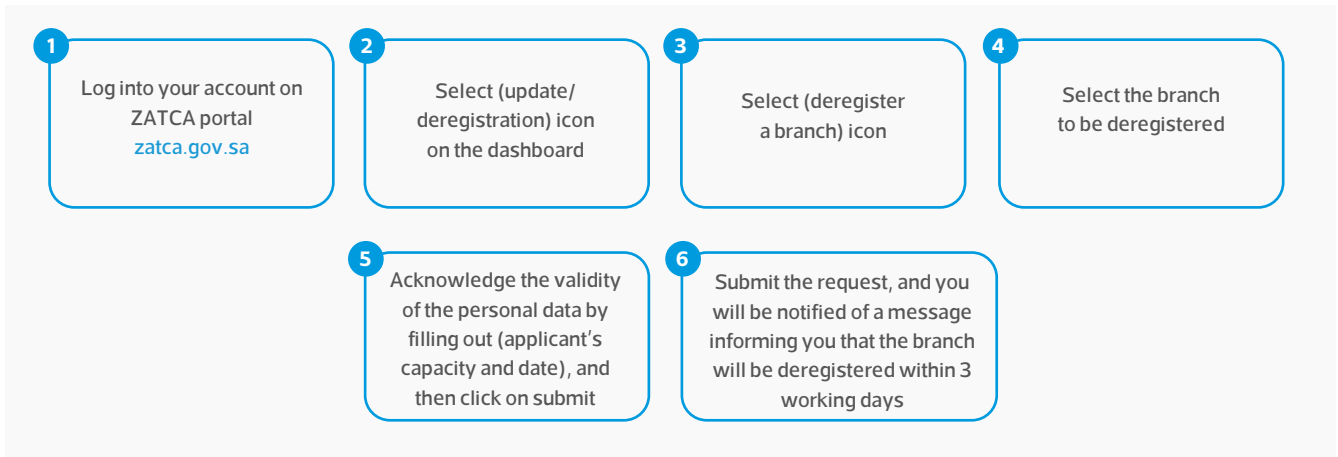 1
Log into your account on
ZATCA portal
zatca.gov.sa
2
Select (update/
deregistration) icon
on the dashboard
3
Select (deregister
a branch) icon
4
Select the branch
to be deregistered
5
Acknowledge the validity
of the personal data by
filling out (applicant's
capacity and date), and
then click on submit
6
Submit the request, and you
will be notified of a message
informing you that the branch
will be deregistered within 3
working days